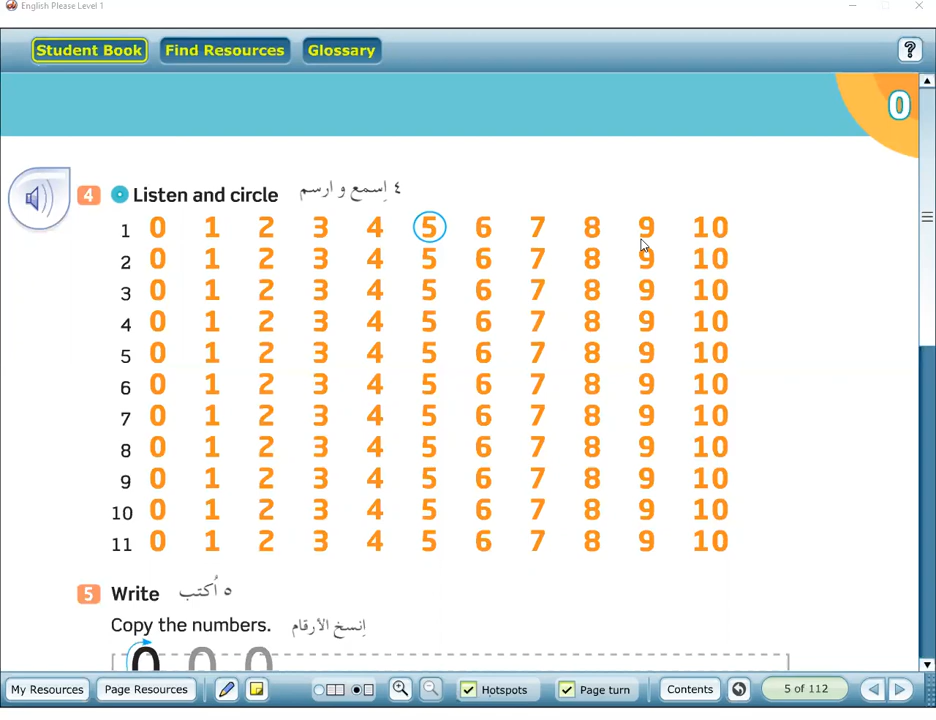 English Please Level 1
Student Book Find Resources Glossary ?
0
4 Listen and circle ٤ اِسمع و ارسم
1 0 1 2 3 4 5 6 7 8 9 10
2 0 1 2 3 4 5 6 7 8 9 10
3 0 1 2 3 4 5 6 7 8 9 10
4 0 1 2 3 4 5 6 7 8 9 10
5 0 1 2 3 4 5 6 7 8 9 10
6 0 1 2 3 4 5 6 7 8 9 10
7 0 1 2 3 4 5 6 7 8 9 10
8 0 1 2 3 4 5 6 7 8 9 10
9 0 1 2 3 4 5 6 7 8 9 10
10 0 1 2 3 4 5 6 7 8 9 10
11 0 1 2 3 4 5 6 7 8 9 10
5 Write ٥ أُكتب
Copy the numbers. اِنسخ الأرقام
0 0 0
My Resources Page Resources Hotspots Page turn Contents 5 of 112